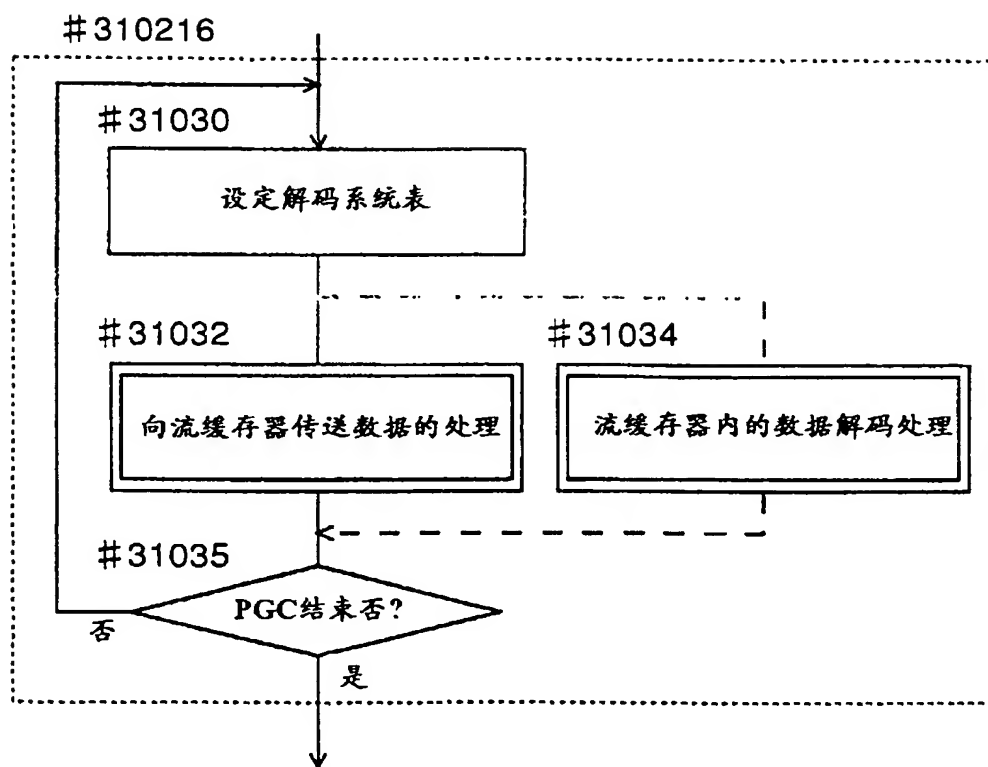 #310216
#31030
设定解码系统表
#31032
#31034
向流缓存器传送数据的处理
流缓存器内的数据解码处理
#31035
PGC结束否?
否
是